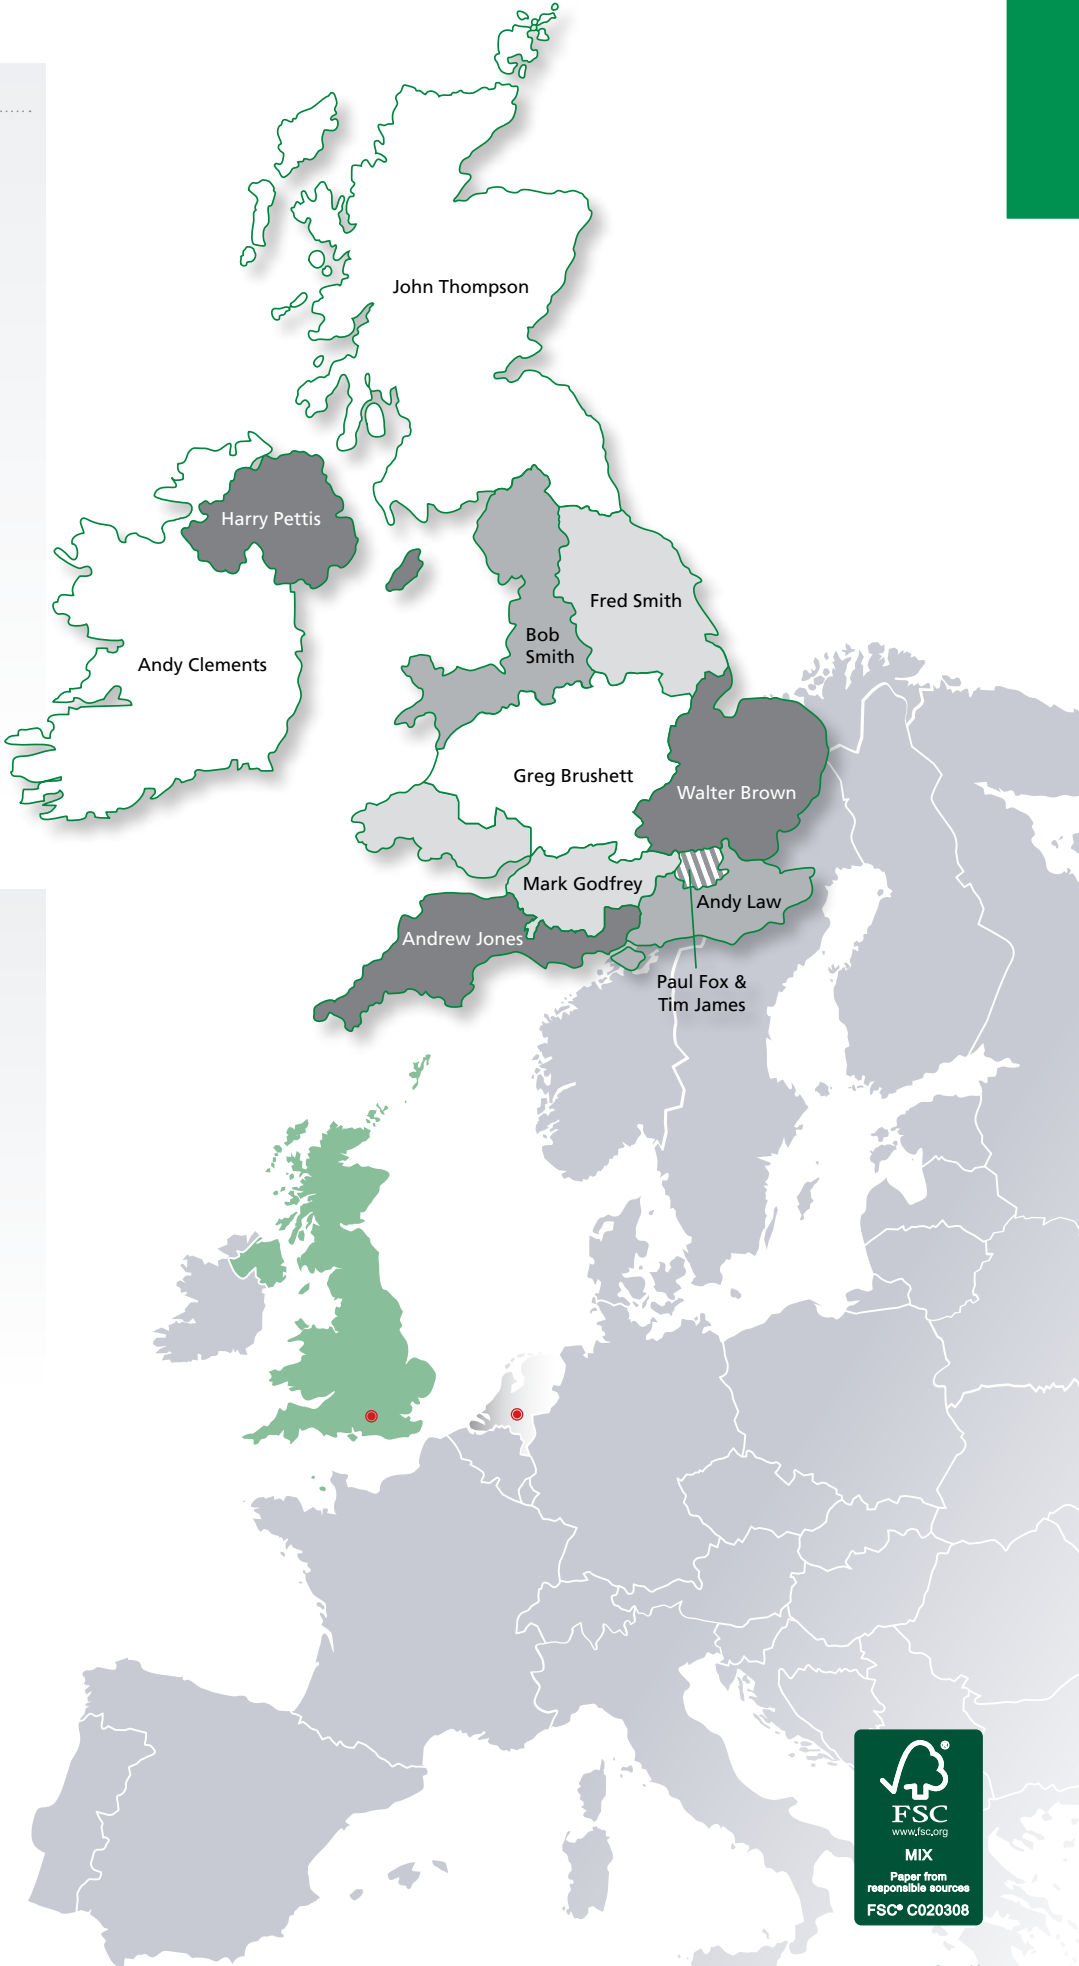 John Thompson
Harry Pettis
Fred Smith
Bob
Smith
Andy Clements
Greg Brushett
Walter Brown
Mark Godfrey
Andy Law
Andrew Jones
Paul Fox &
Tim James
®
FSC
www.fsc.org
MIX
Paper from
responsible sources
FSC® C020308